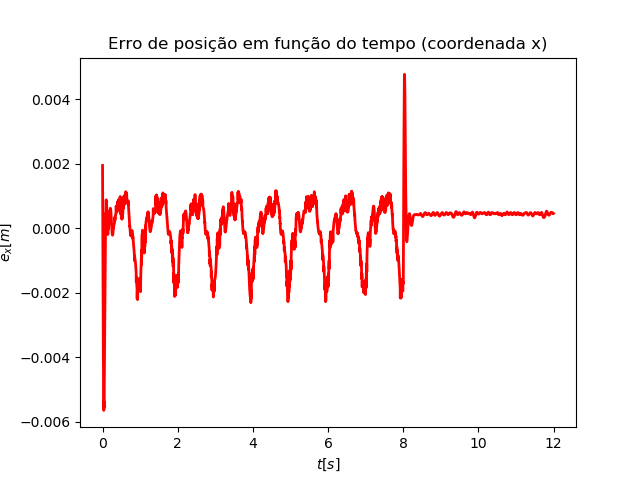 Erro de posição em função do tempo (coordenada x)
0.004
0.002
0.000
−0.002
−0.004
−0.006
e_x[m]
0 2 4 6 8 10 12
t[s]